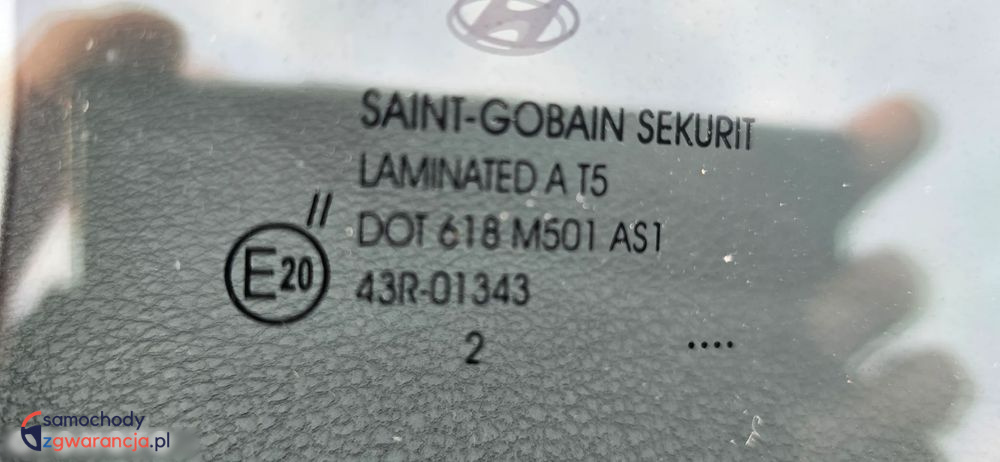 SAINT-GOBAIN SEKURIT
LAMINATED A T5
DOT 618 M501 AS1
//
E20
43R-01343
2 ....
samochody
zgwarancja.pl